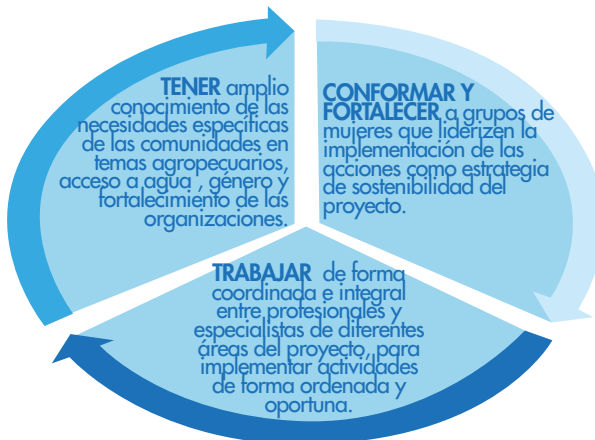 TENER amplio
conocimiento de las
necesidades específicas
de las comunidades en
temas agropecuarios,
acceso a agua , género y
fortalecimiento de las
organizaciones.
CONFORMAR Y
FORTALECER a grupos de
mujeres que liderizen la
implementación de las
acciones como estrategia
de sostenibilidad del
proyecto.
TRABAJAR de forma
coordinada e integral
entre profesionales y
especialistas de diferentes
áreas del proyecto, para
implementar actividades
de forma ordenada y
oportuna.